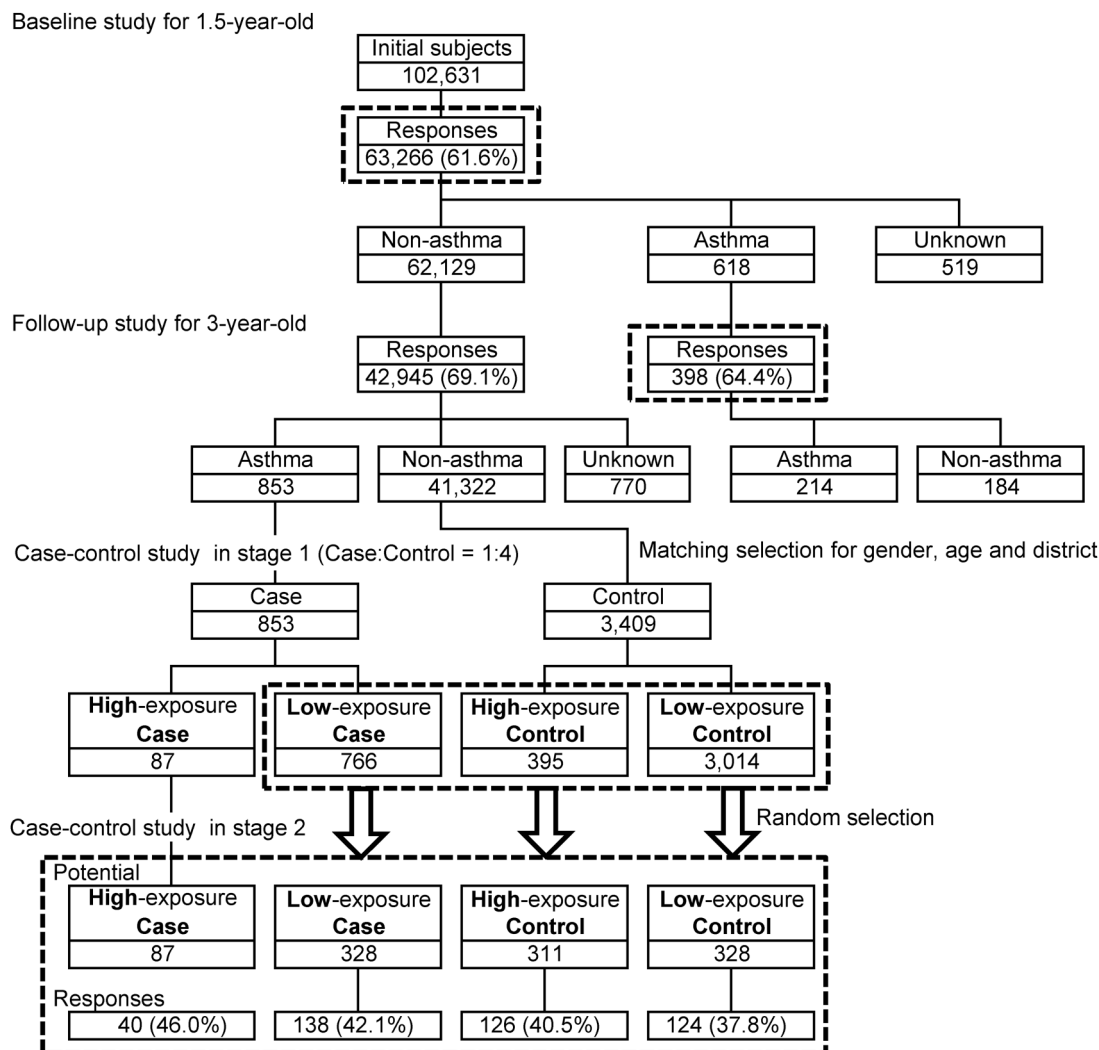 Baseline study for 1.5-year-old
Initial subjects
102,631
Responses
63,266 (61.6%)
Non-asthma
62,129
Asthma
618
Unknown
519
Follow-up study for 3-year-old
Responses
42,945 (69.1%)
Responses
398 (64.4%)
Asthma
853
Non-asthma
41,322
Unknown
770
Asthma
214
Non-asthma
184
Case-control study in stage 1 (Case:Control = 1:4)
Matching selection for gender, age and district
Case
853
Control
3,409
High-exposure
Case
87
Low-exposure
Case
766
High-exposure
Control
395
Low-exposure
Control
3,014
Case-control study in stage 2
Random selection
Potential
High-exposure
Case
87
Low-exposure
Case
328
High-exposure
Control
311
Low-exposure
Control
328
Responses
40 (46.0%)
138 (42.1%)
126 (40.5%)
124 (37.8%)